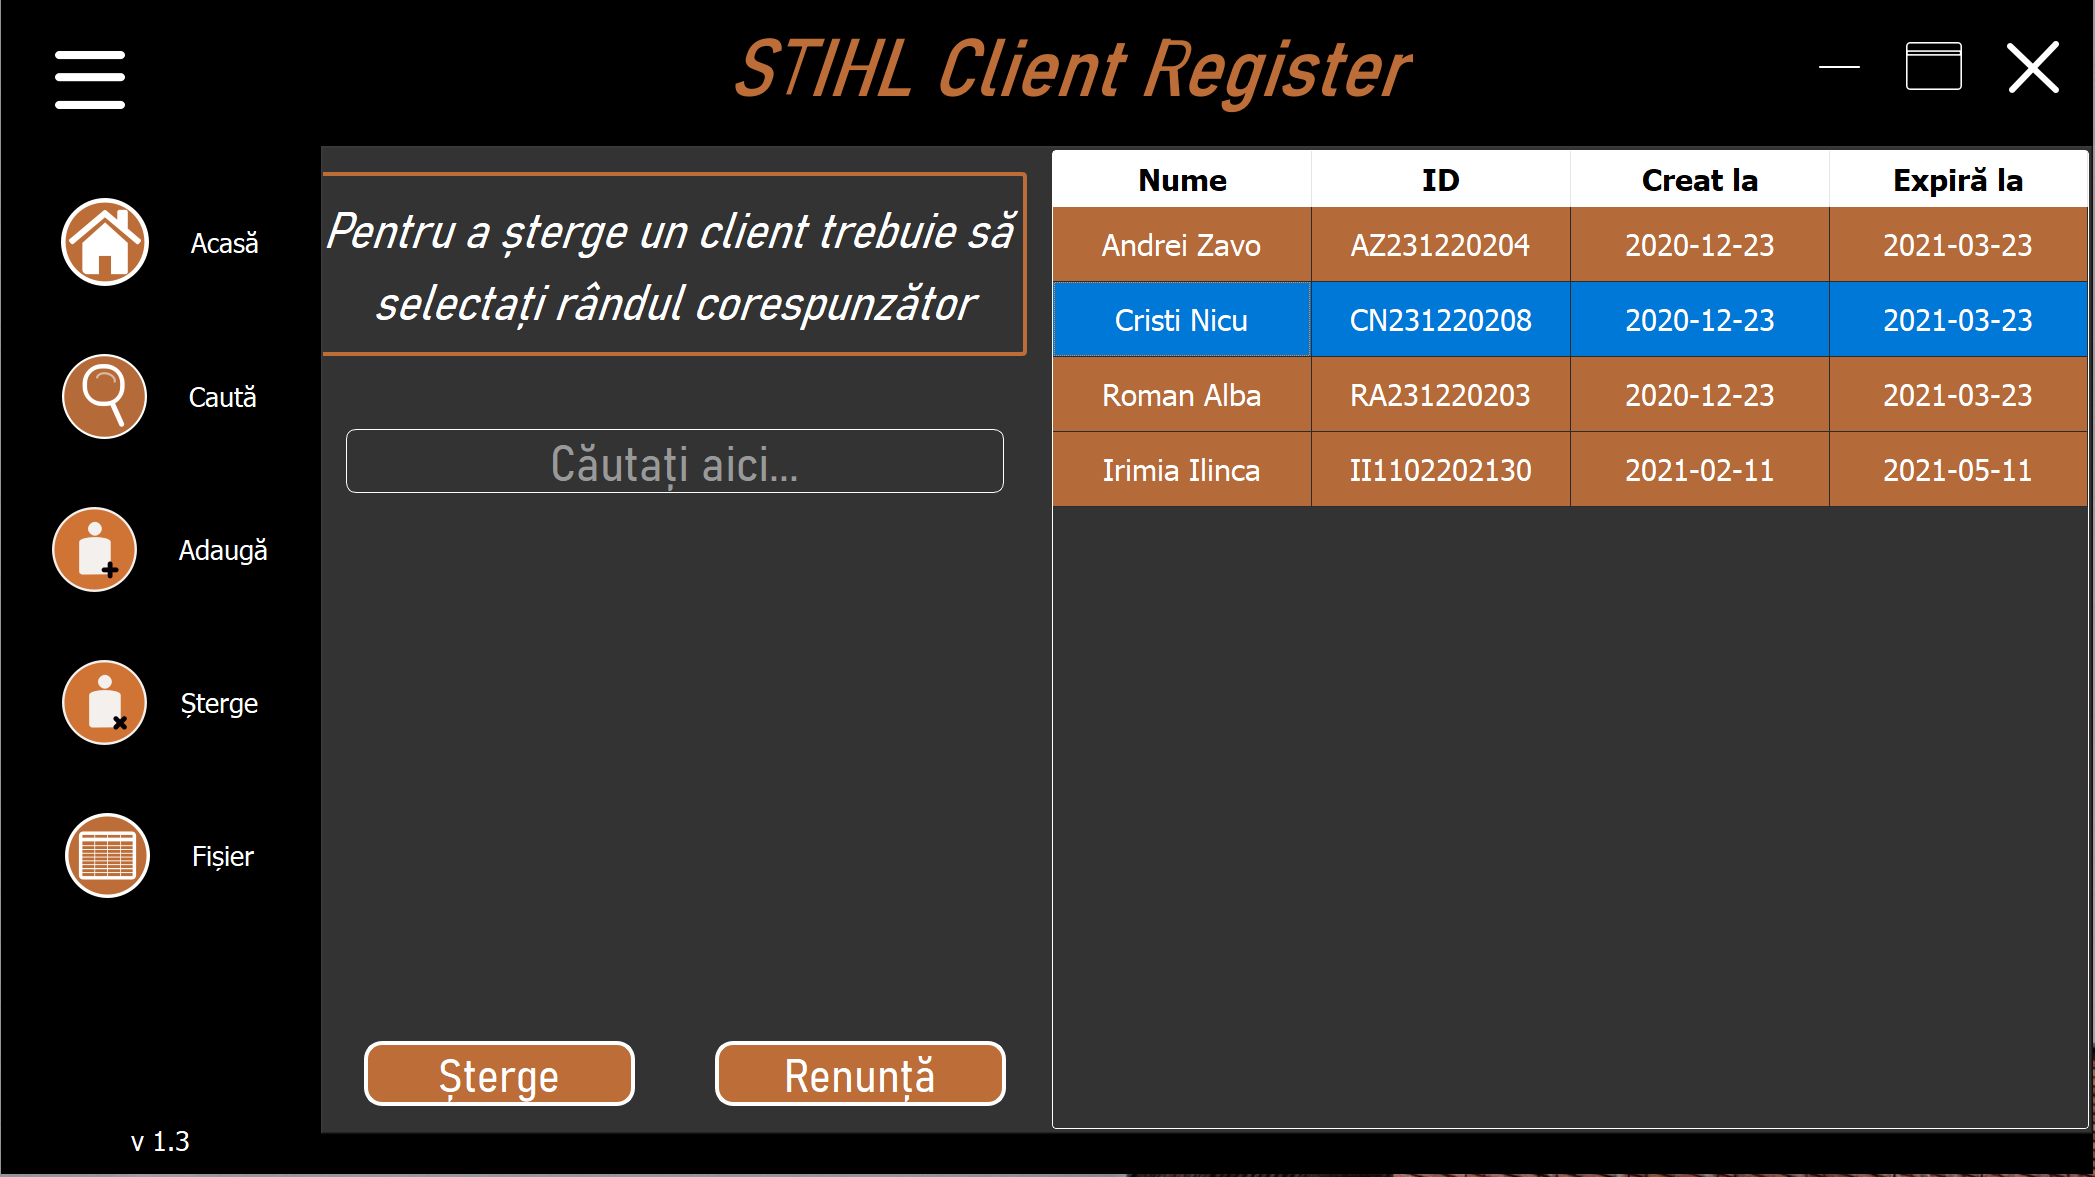 STIHL Client Register
Acasă
Caută
Adaugă
Șterge
Fișier
v 1.3
Pentru a șterge un client trebuie să
selectați rândul corespunzător
Căutați aici...
Șterge
Renunță
Nume ID Creat la Expiră la
Andrei Zavo AZ231220204 2020-12-23 2021-03-23
Cristi Nicu CN231220208 2020-12-23 2021-03-23
Roman Alba RA231220203 2020-12-23 2021-03-23
Irimia Ilinca II1102202130 2021-02-11 2021-05-11